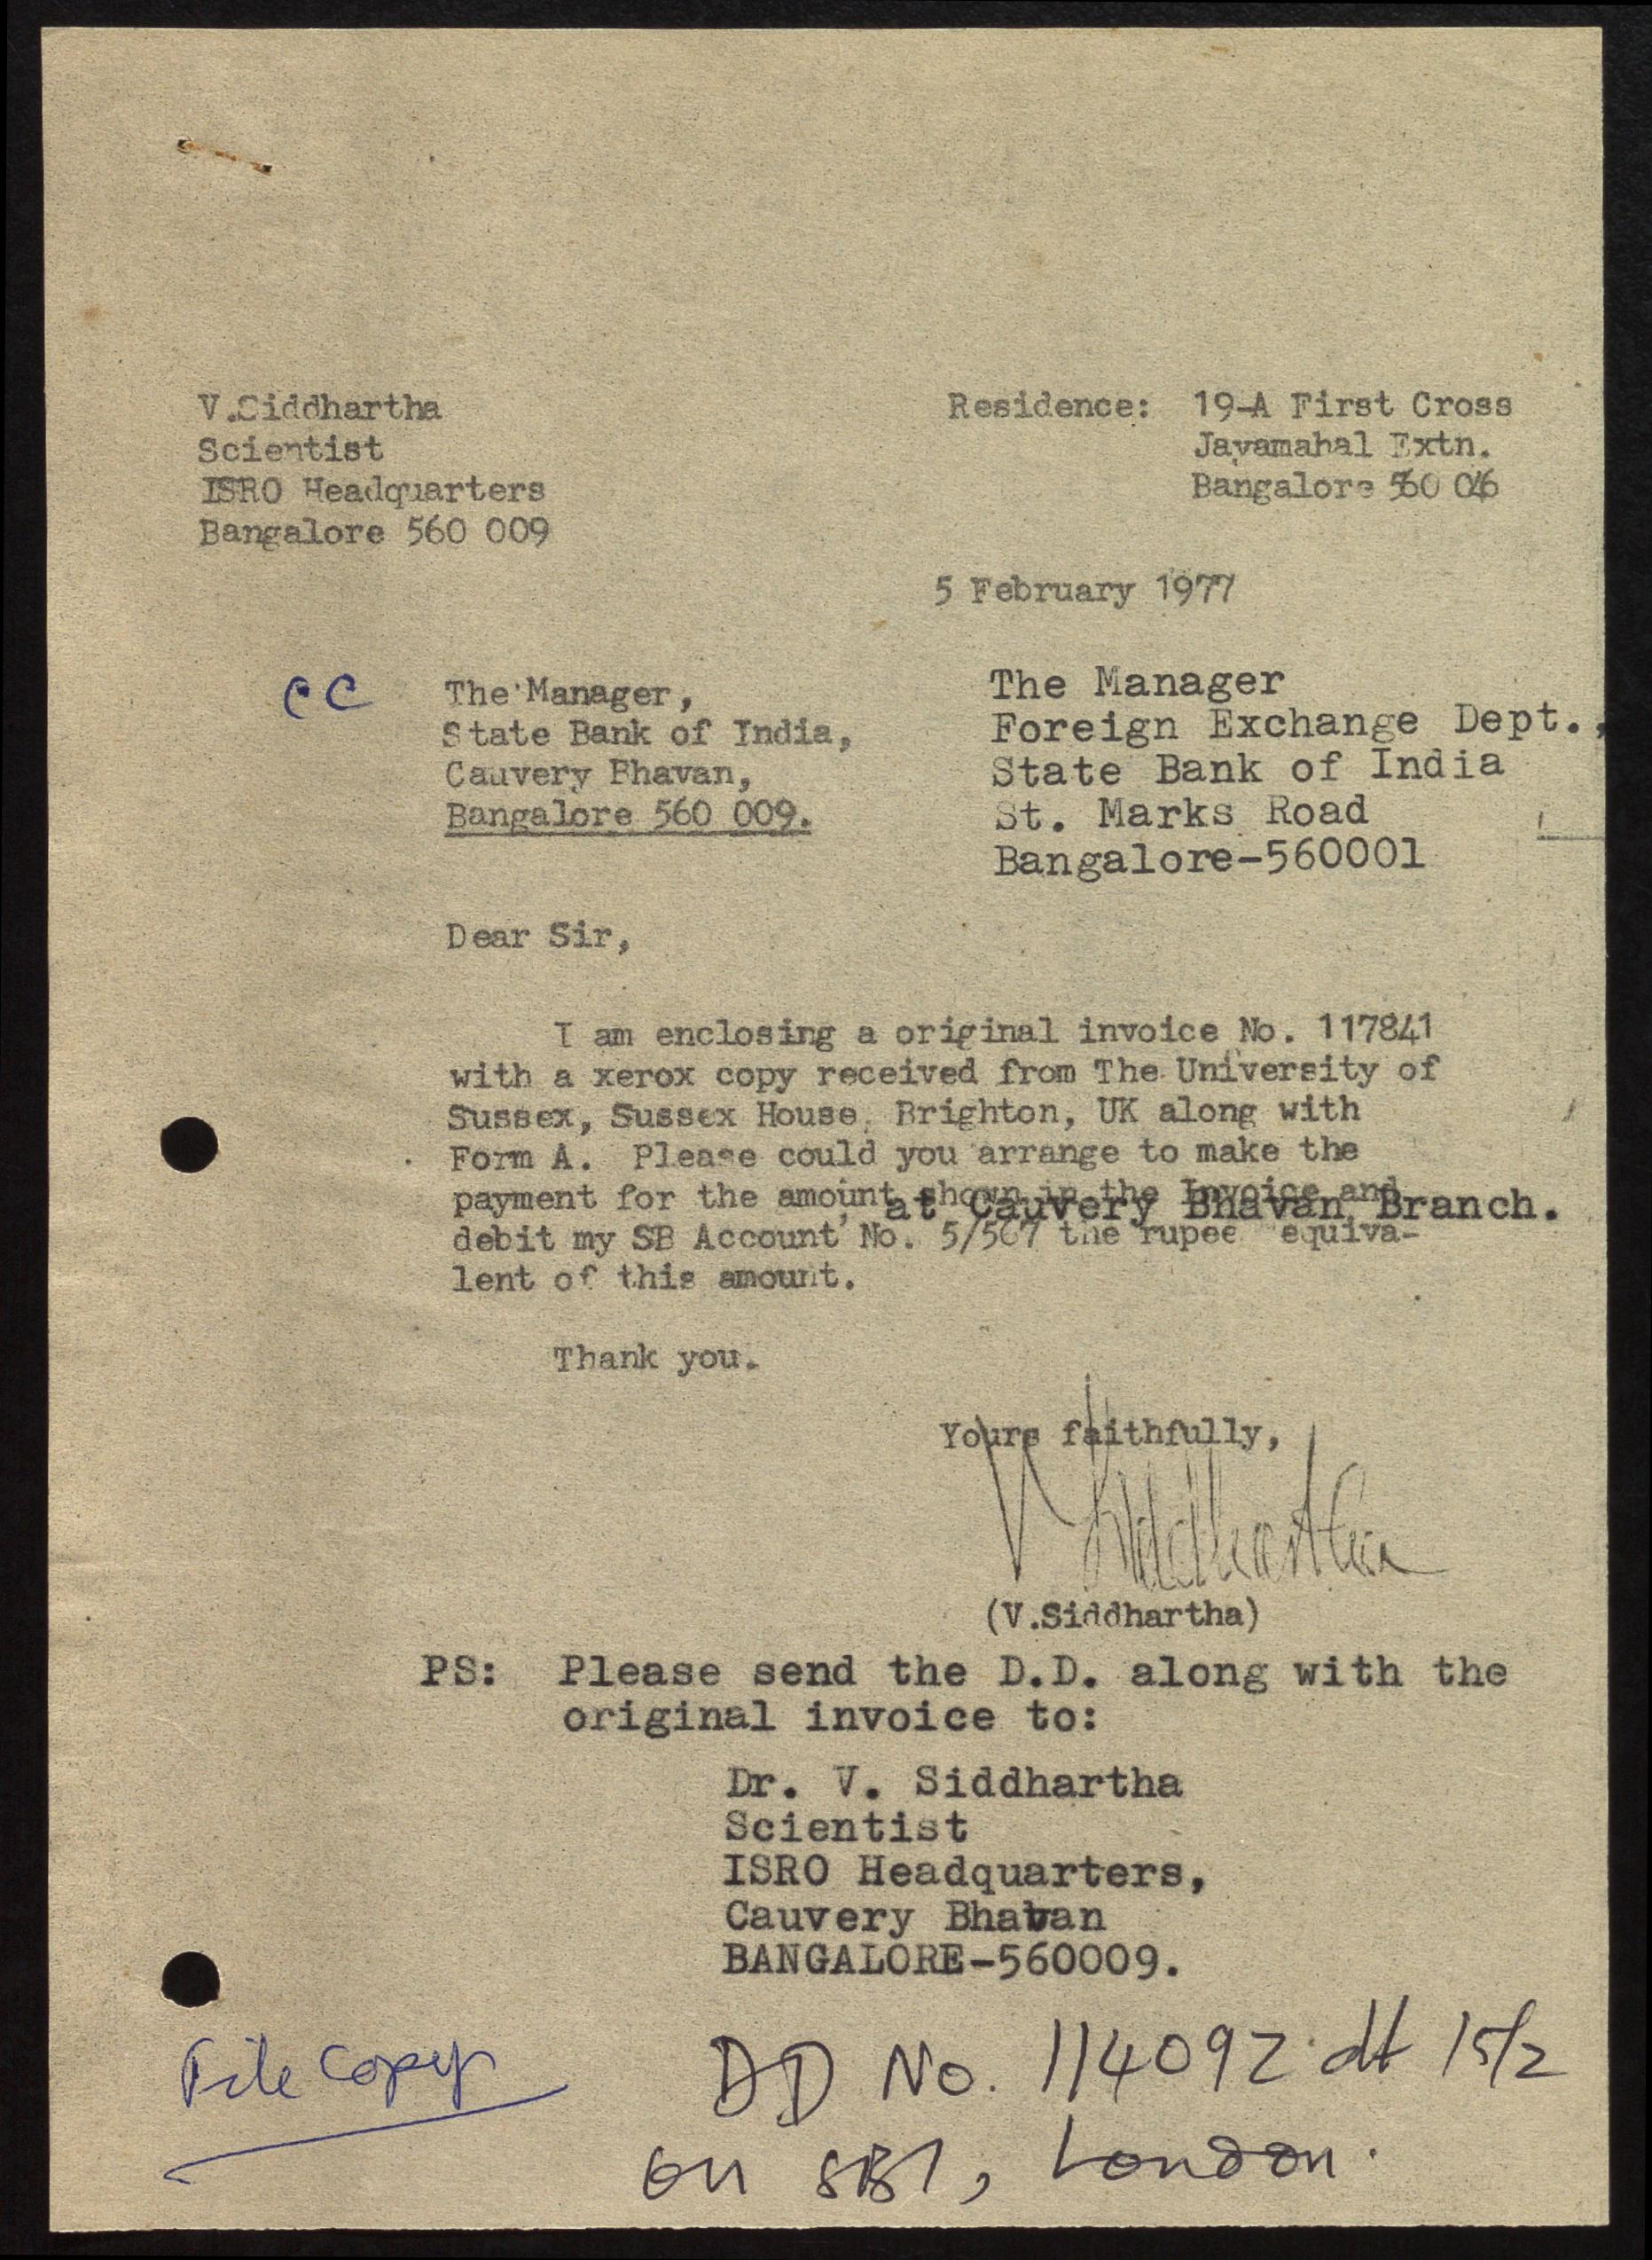 V.Siddhartha
Scientist
ISRO Headquarters
Bangalore 560 009
Residence: 19-A First Cross
Jayamahal Extn.
Bangalore 560 046
5 February 1977
cc
The Manager,
State Bank of India,
Cauvery Bhavan,
Bangalore 560 009.
The Manager
Foreign Exchange Dept.,
State Bank of India
St. Marks Road
Bangalore-560001
Dear Sir,
I am enclosing a original invoice No. 117841
with a xerox copy received from The University of
Sussex, Sussex House, Brighton, UK along with
Form A. Please could you arrange to make the
payment for the amount shown in the Invoice and
at Cauvery Bhavan Branch.
debit my SB Account No. 5/567 the rupee equiva-
lent of this amount.
Thank you.
Yours faithfully,
V Siddhartha
(V.Siddhartha)
PS: Please send the D.D. along with the
original invoice to:
Dr. V. Siddhartha
Scientist
ISRO Headquarters,
Cauvery Bhavan
BANGALORE-560009.
File Copy
DD No. 114092 dt 15/2
on SBI, London.